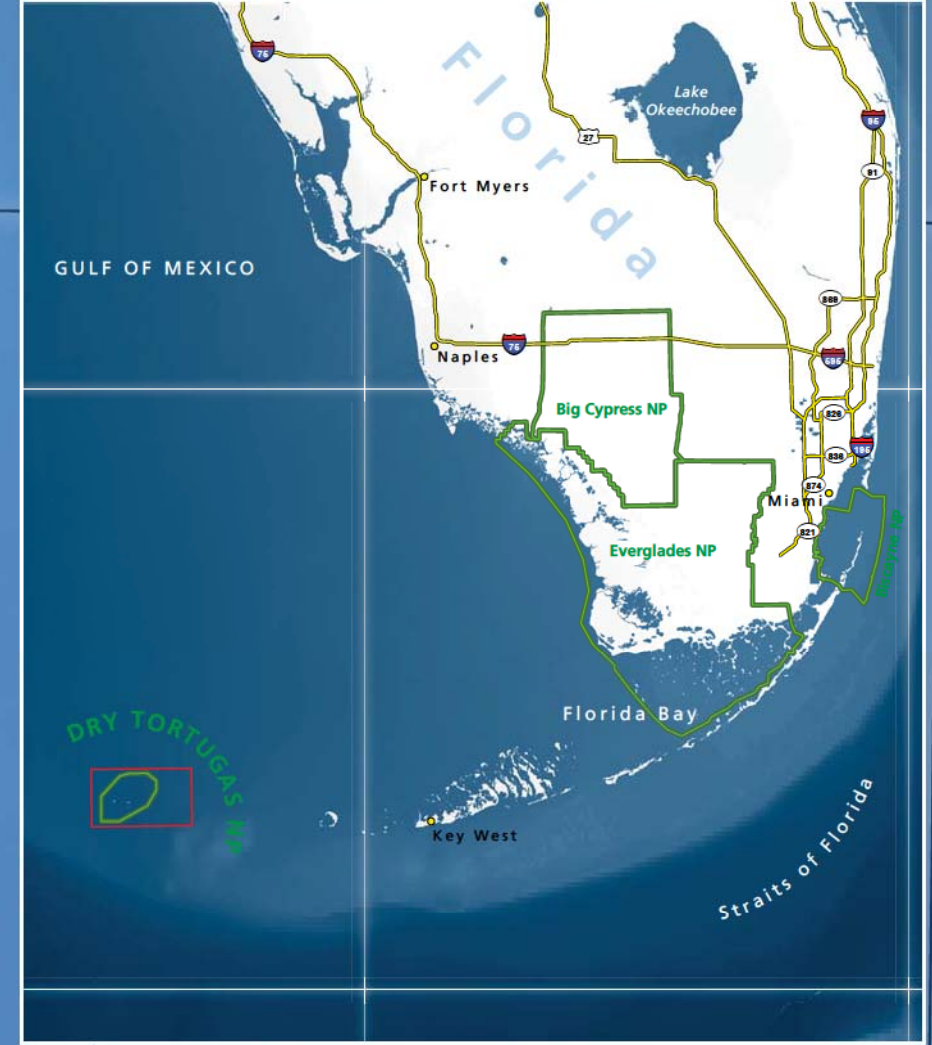 75
Florida
Lake
Okeechobee
27
95
91
Fort Myers
GULF OF MEXICO
869
Naples
75
595
Big Cypress NP
826
836
195
874
Miami
821
Everglades NP
Biscayne NP
Florida Bay
DRY TORTUGAS NP
Key West
Straits of Florida